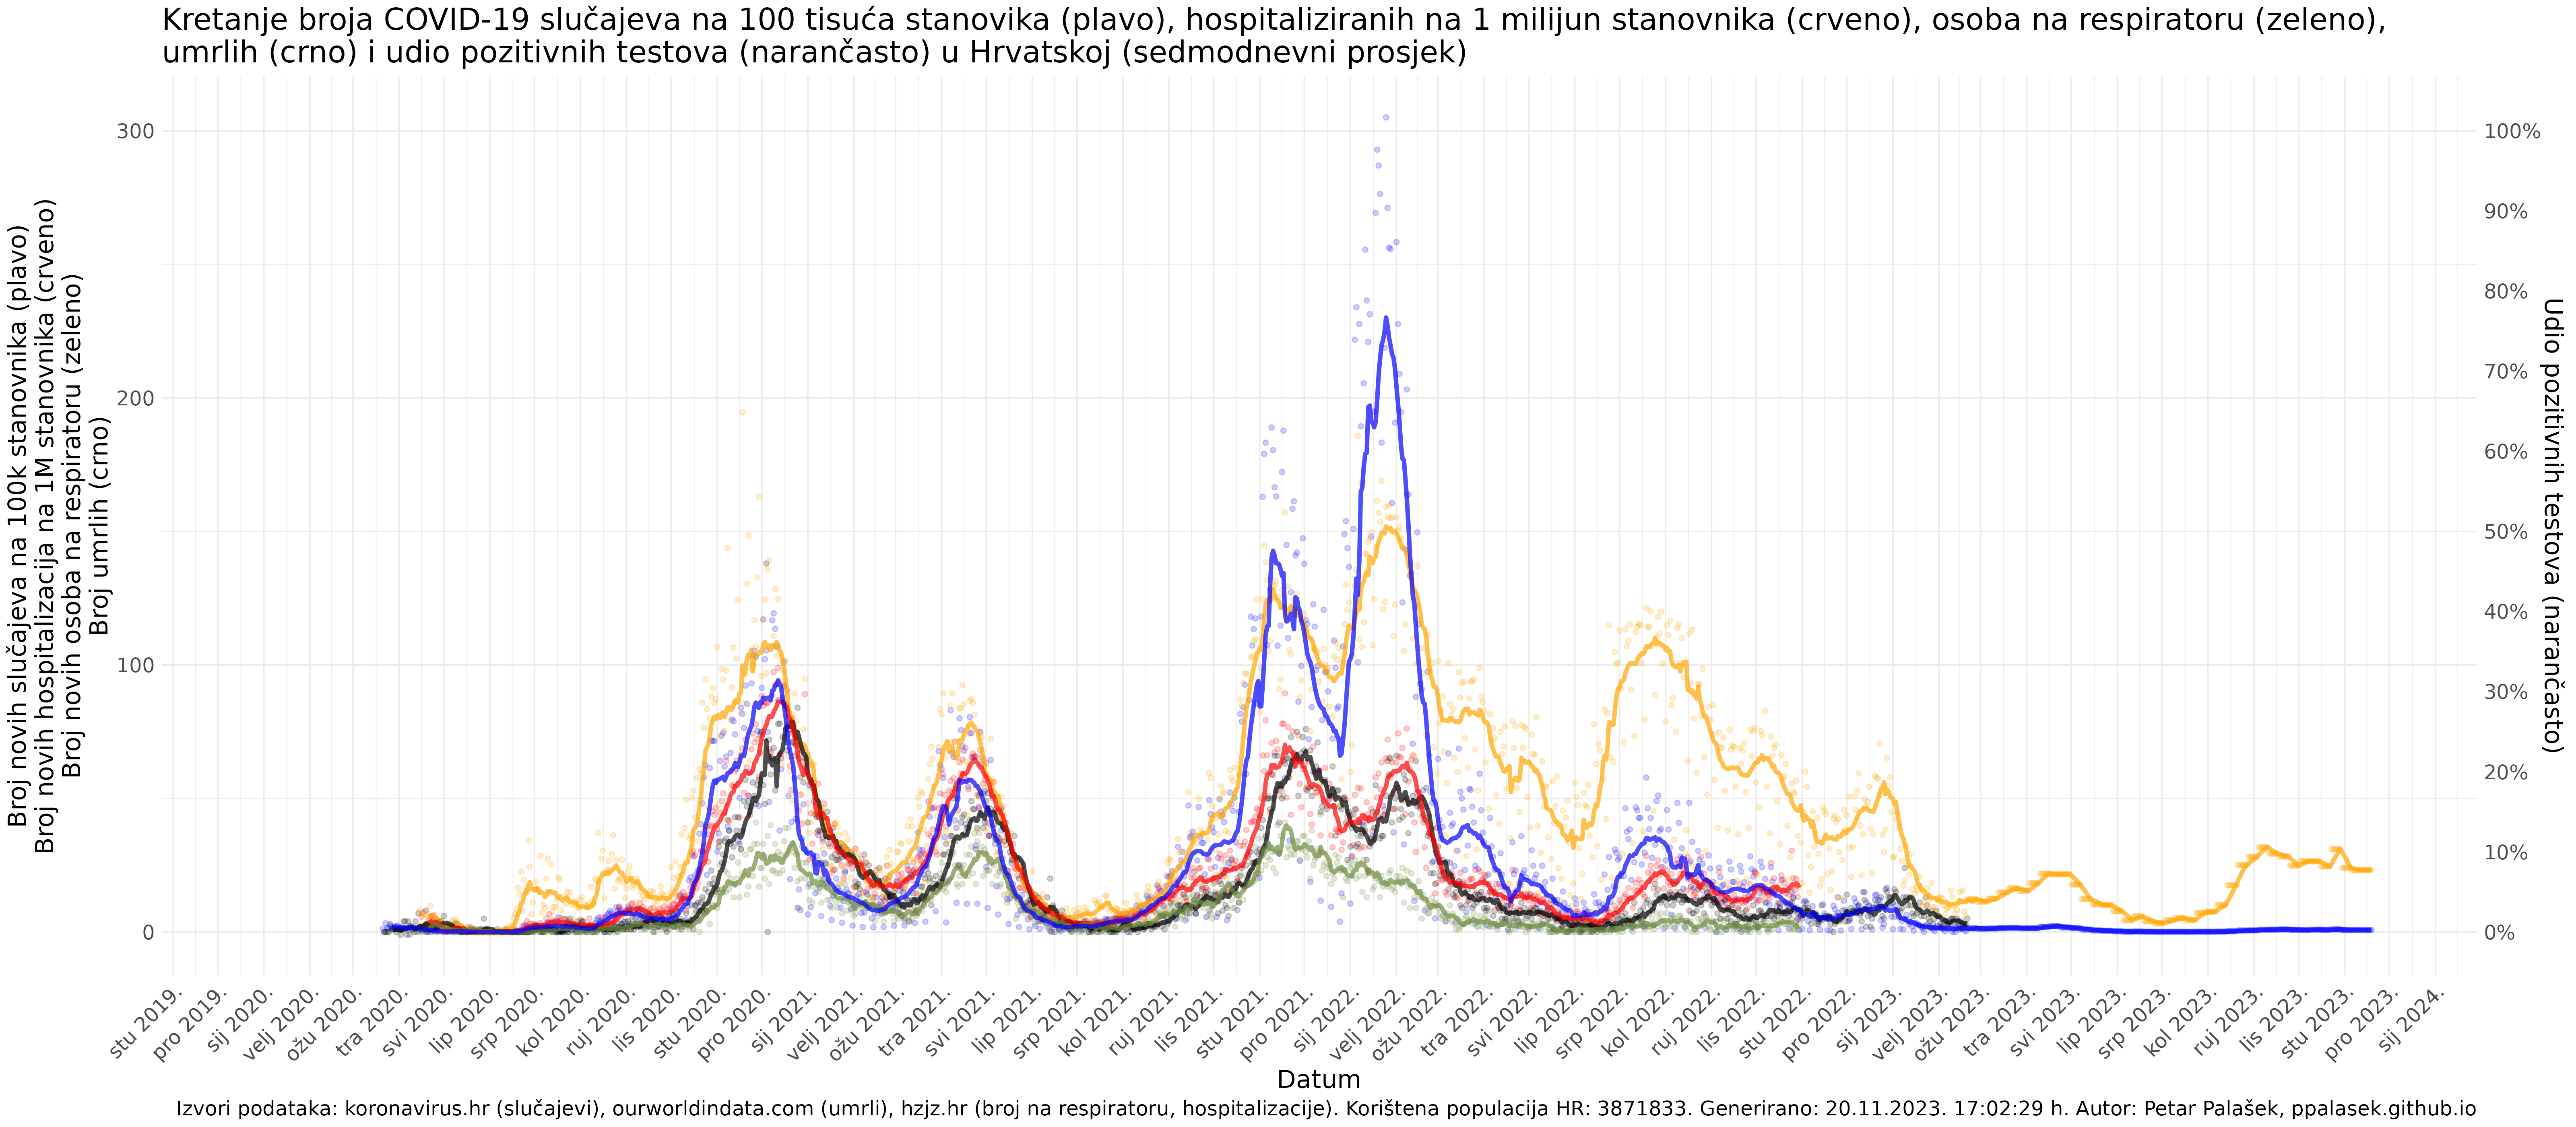 Kretanje broja COVID-19 slučajeva na 100 tisuća stanovika (plavo), hospitaliziranih na 1 milijun stanovnika (crveno), osoba na respiratoru (zeleno),
umrlih (crno) i udio pozitivnih testova (narančasto) u Hrvatskoj (sedmodnevni prosjek)
Broj novih slučajeva na 100k stanovnika (plavo)
Broj novih hospitalizacija na 1M stanovnika (crveno)
Broj novih osoba na respiratoru (zeleno)
Broj umrlih (crno)
300
200
100
0
100%
90%
80%
70%
60%
50%
40%
30%
20%
10%
0%
Udio pozitivnih testova (narančasto)
stu 2019.
pro 2019.
sij 2020.
velj 2020.
ožu 2020.
tra 2020.
svi 2020.
lip 2020.
srp 2020.
kol 2020.
ruj 2020.
lis 2020.
stu 2020.
pro 2020.
sij 2021.
velj 2021.
ožu 2021.
tra 2021.
svi 2021.
lip 2021.
srp 2021.
kol 2021.
ruj 2021.
lis 2021.
stu 2021.
pro 2021.
sij 2022.
velj 2022.
ožu 2022.
tra 2022.
svi 2022.
lip 2022.
srp 2022.
kol 2022.
ruj 2022.
lis 2022.
stu 2022.
pro 2022.
sij 2023.
velj 2023.
ožu 2023.
tra 2023.
svi 2023.
lip 2023.
srp 2023.
kol 2023.
ruj 2023.
lis 2023.
stu 2023.
pro 2023.
sij 2024.
Datum
Izvori podataka: koronavirus.hr (slučajevi), ourworldindata.com (umrli), hzjz.hr (broj na respiratoru, hospitalizacije). Korištena populacija HR: 3871833. Generirano: 20.11.2023. 17:02:29 h. Autor: Petar Palašek, ppalasek.github.io